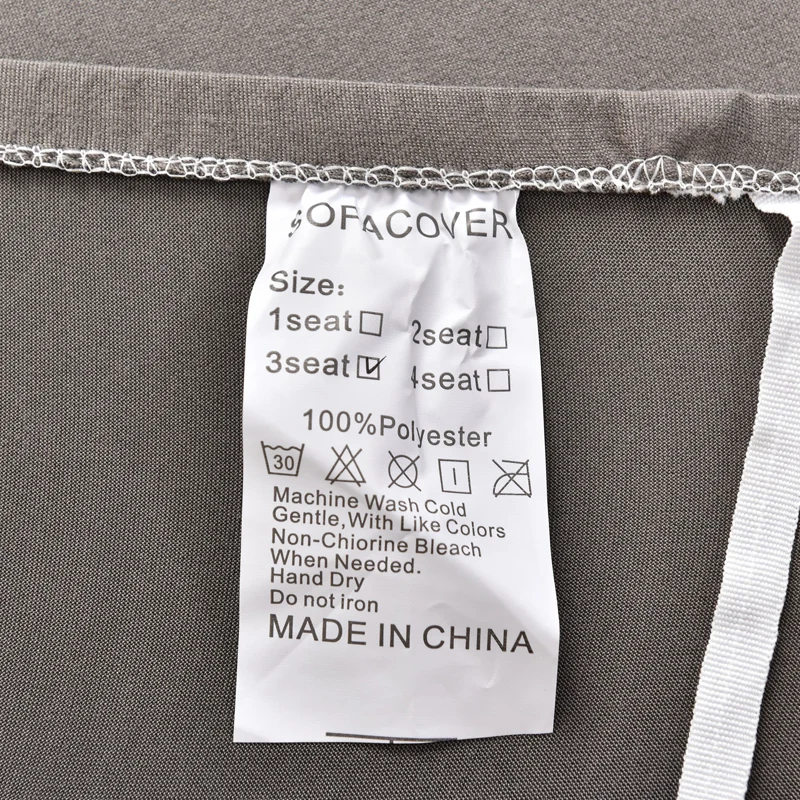 SOFACOVER
Size:
1seat☐ 2seat☐
3seat☑ 4seat☐
100%Polyester
30
Machine Wash Cold
Gentle,With Like Colors
Non-Chiorine Bleach
When Needed.
Hand Dry
Do not iron
MADE IN CHINA